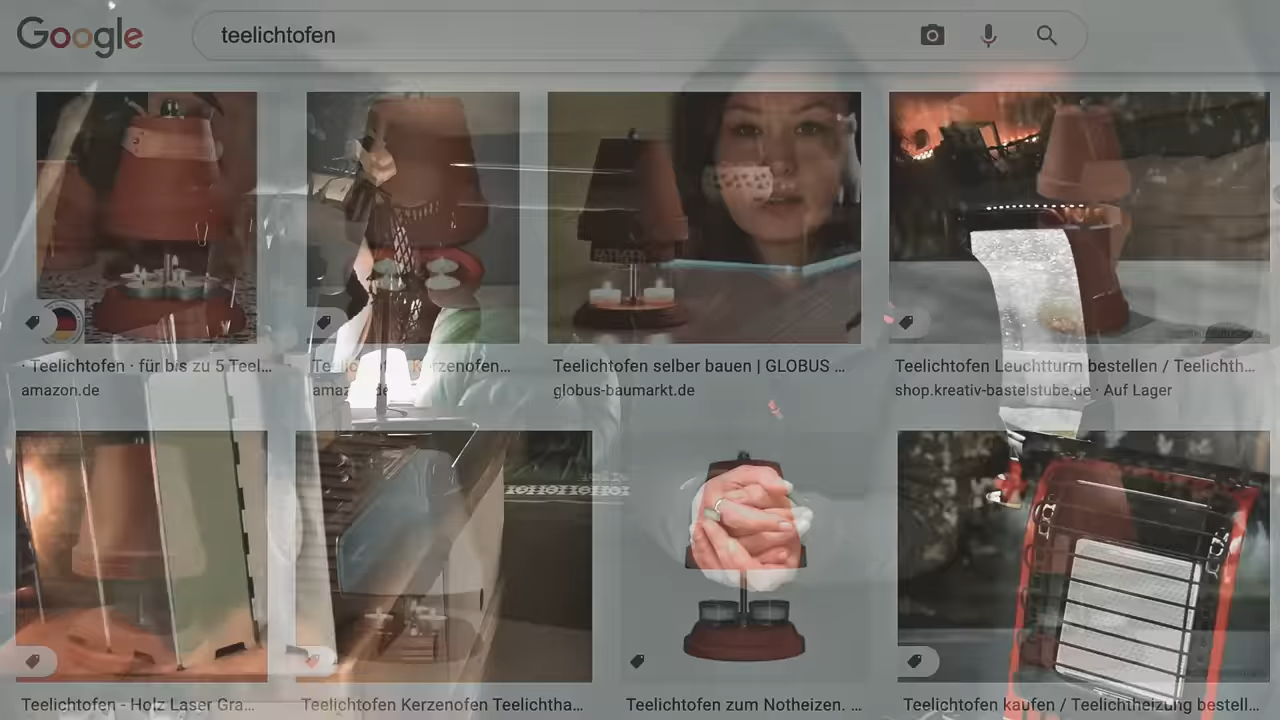 Google
teelichtofen
· Teelichtofen · für bis zu 5 Teel...
amazon.de
Teelichtofen selber bauen | GLOBUS ...
globus-baumarkt.de
Teelichtofen Leuchtturm bestellen / Teelichth...
shop.kreativ-bastelstube.de · Auf Lager
Teelichtofen - Holz Laser Gra...
Teelichtofen Kerzenofen Teelichtha...
Teelichtofen zum Notheizen. ...
Teelichtofen kaufen / Teelichtheizung bestell...